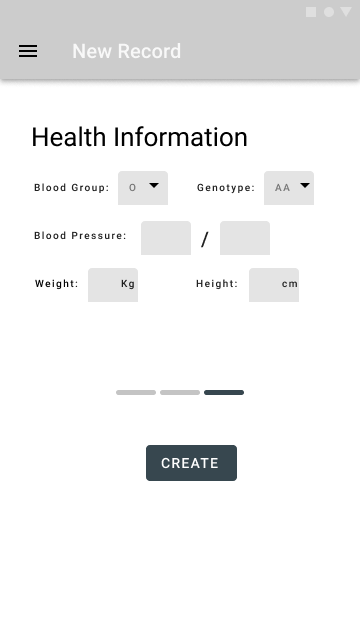 New Record
Health Information
Blood Group: O Genotype: AA
Blood Pressure: /
Weight: Kg Height: cm
CREATE